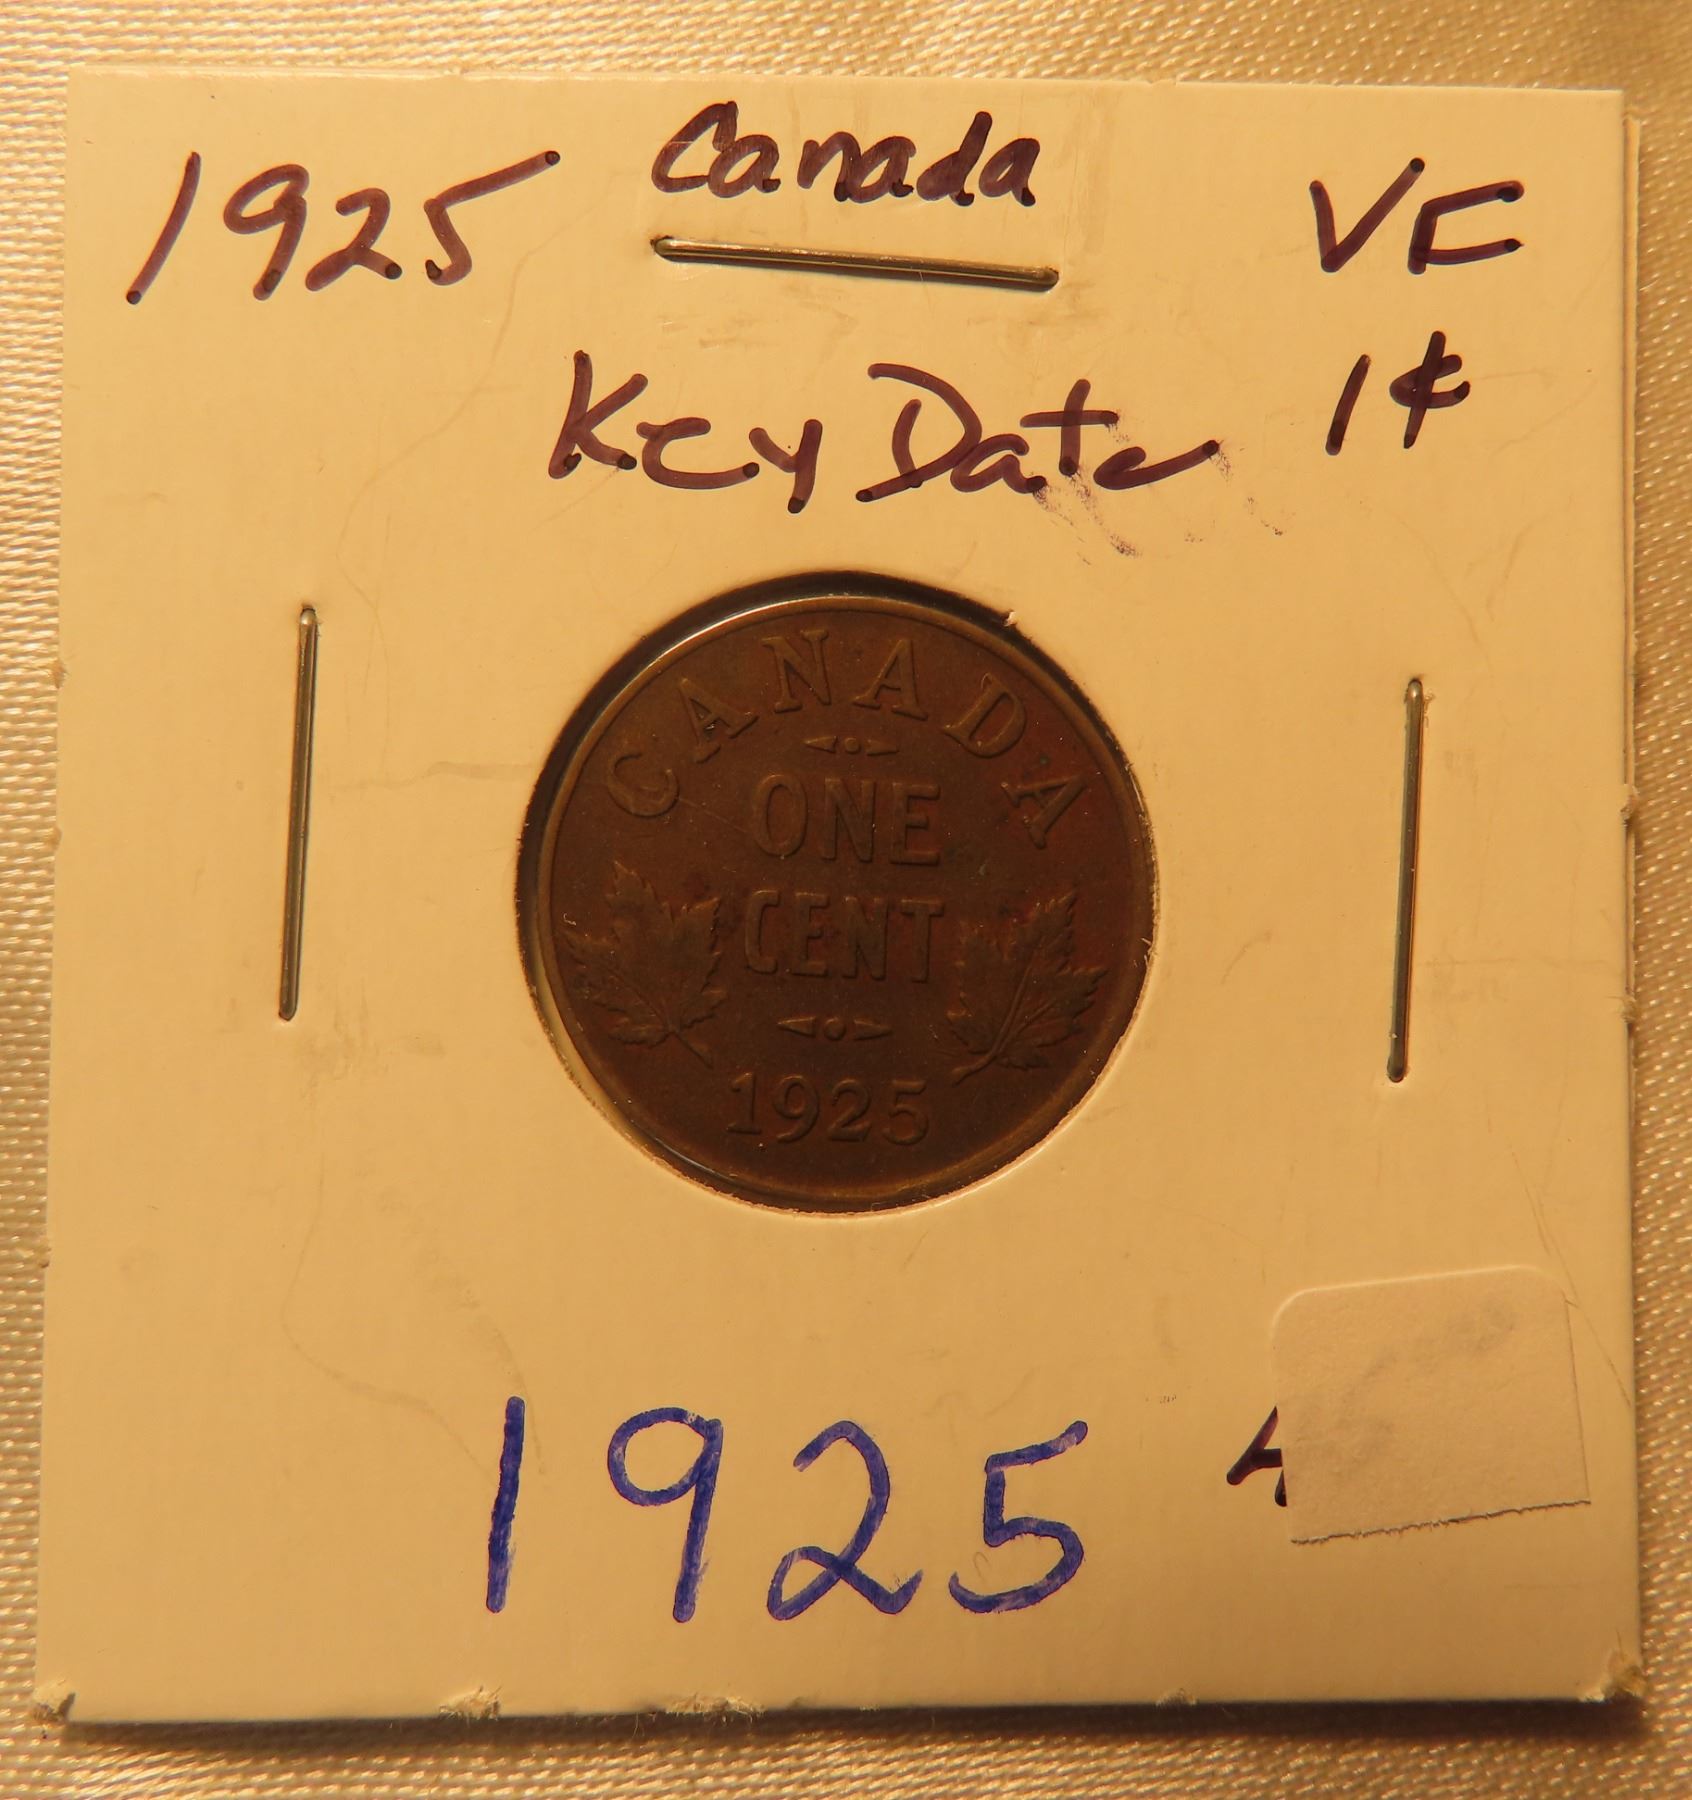 Canada
1925 VF
Key Date 1¢
CANADA
ONE
CENT
1925
1925